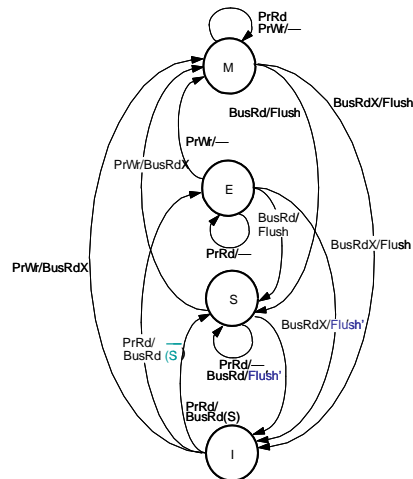 PrRd
PrWr/—
M
BusRd/Flush
BusRdX/Flush
PrWr/—
PrWr/BusRdX
E
BusRd/
Flush
BusRdX/Flush
PrRd/—
PrWr/BusRdX
S
BusRdX/Flush'
PrRd/
BusRd (S̅)
PrRd/—
BusRd/Flush'
PrRd/
BusRd(S)
I